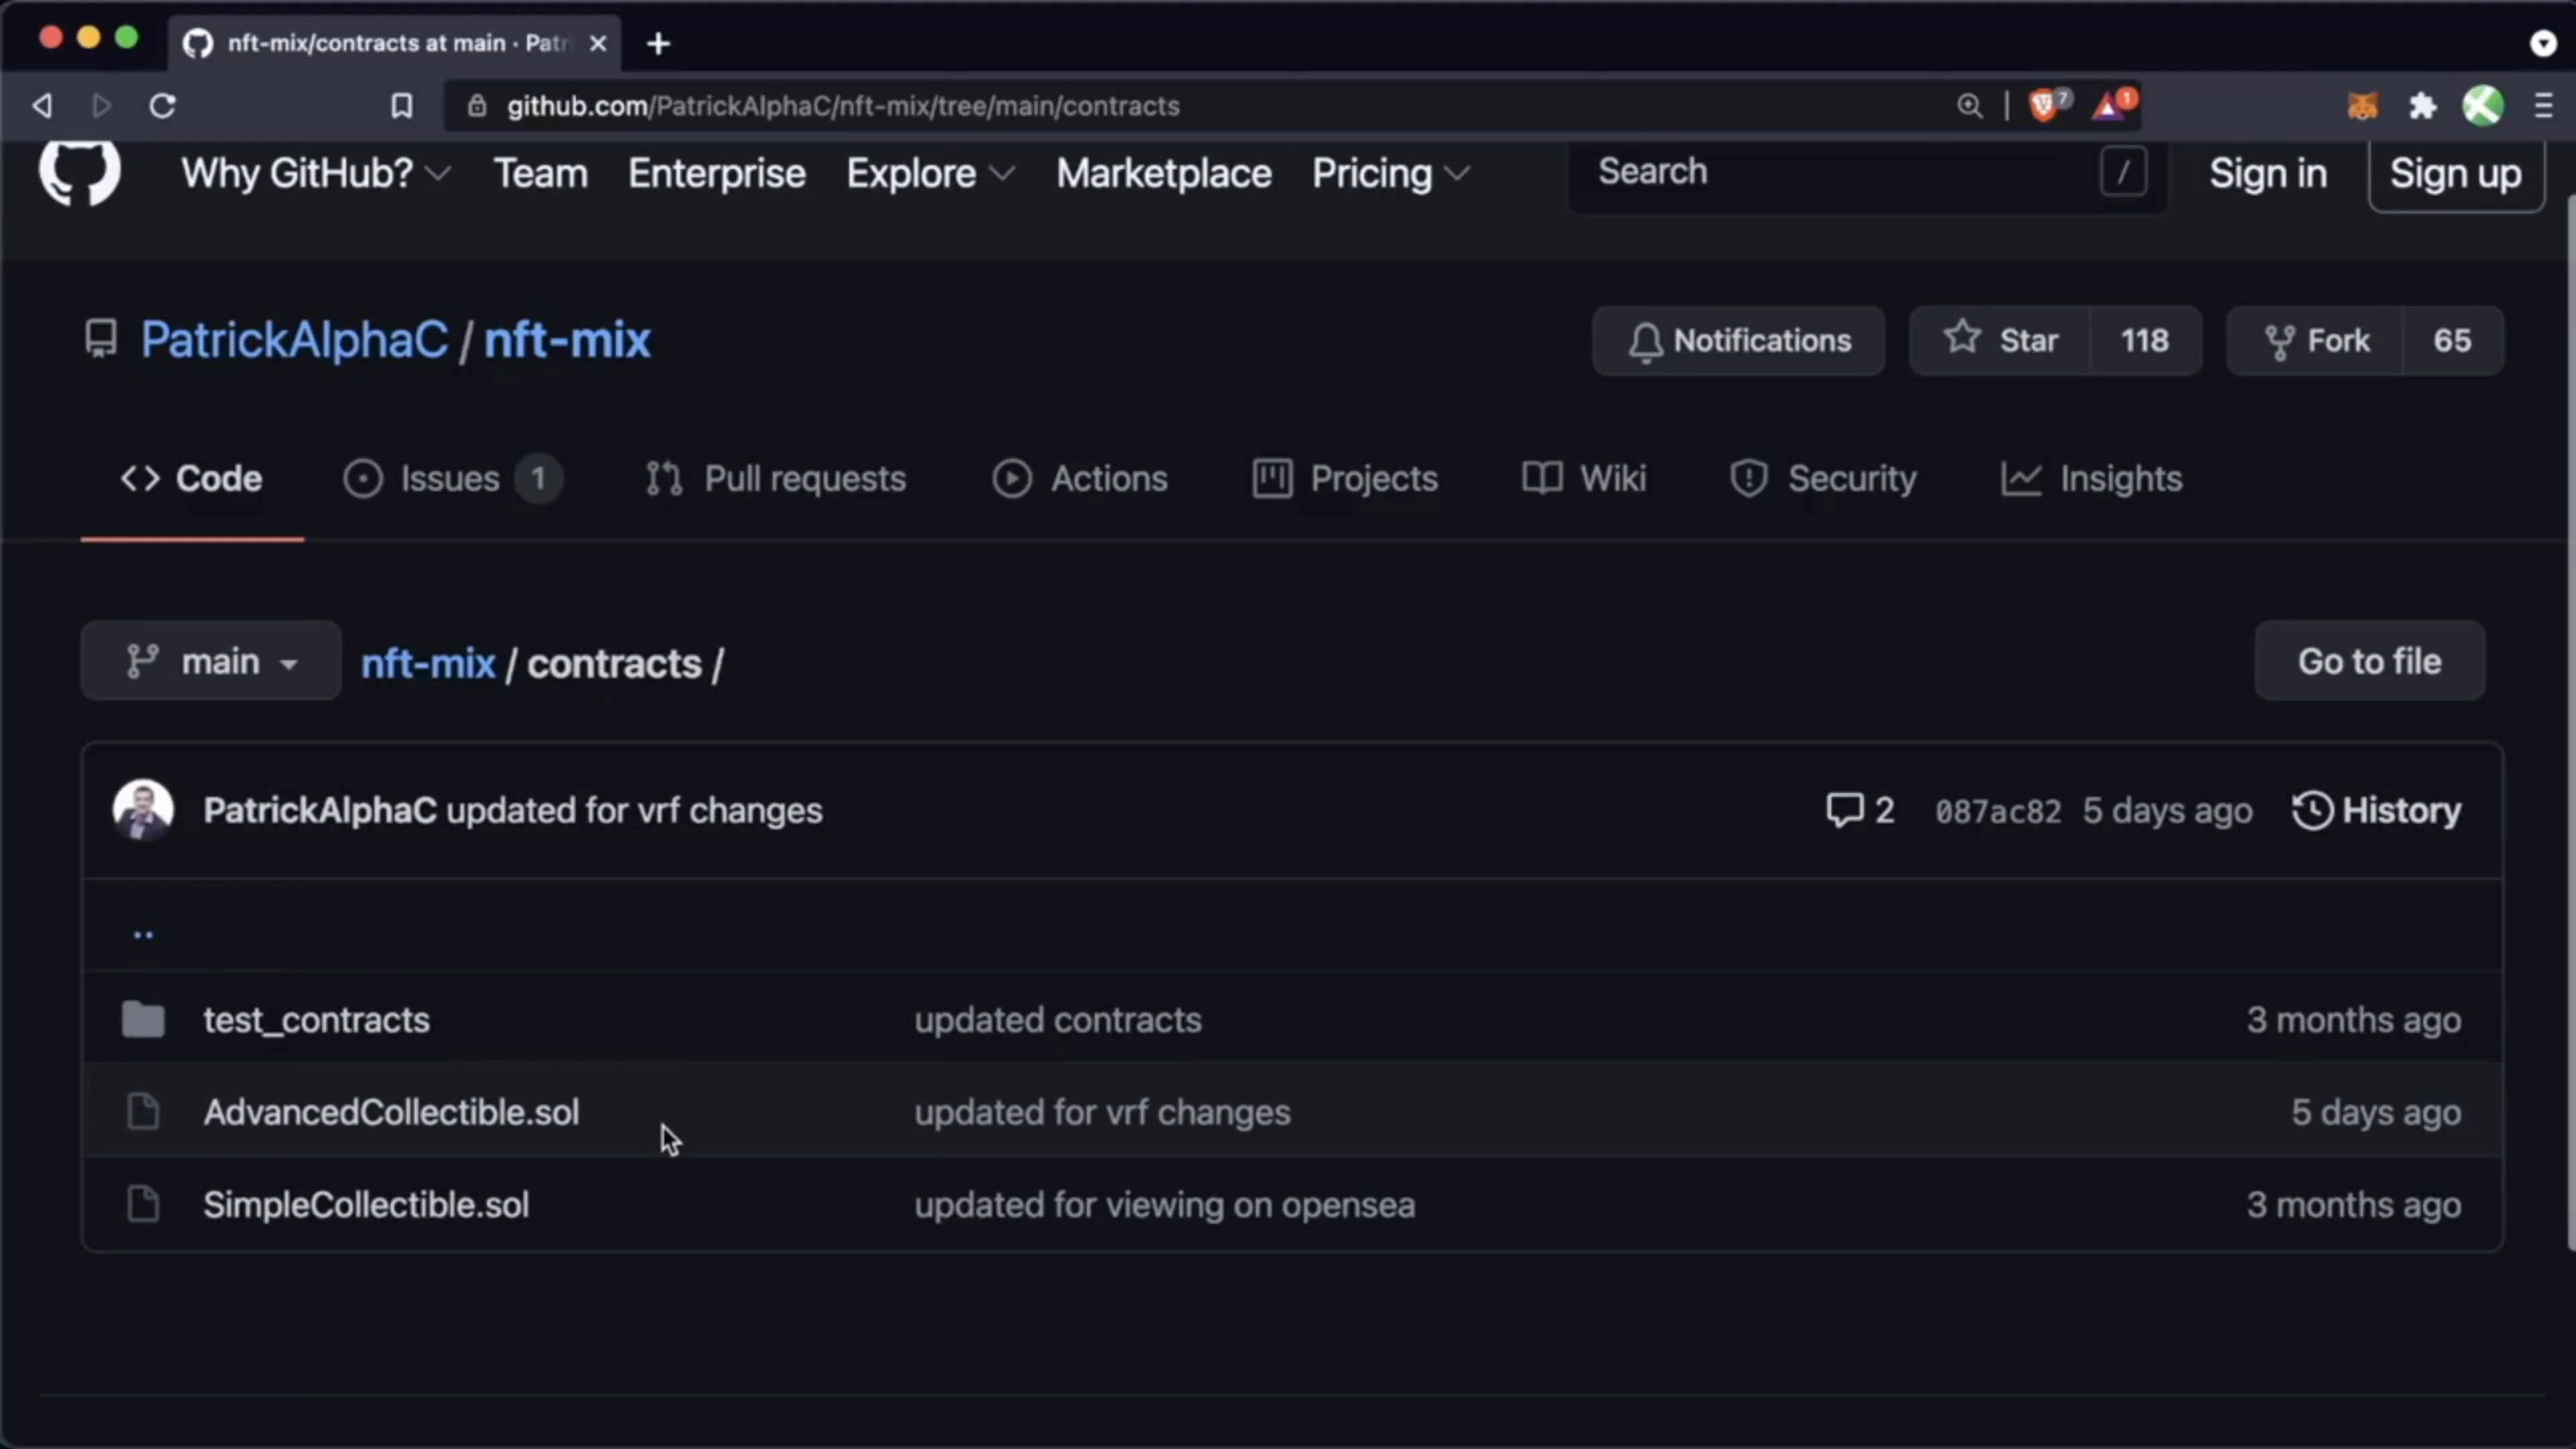 nft-mix/contracts at main · Patr
github.com/PatrickAlphaC/nft-mix/tree/main/contracts
7
1
Why GitHub? Team Enterprise Explore Marketplace Pricing Search / Sign in Sign up
PatrickAlphaC / nft-mix
Notifications Star 118 Fork 65
Code Issues 1 Pull requests Actions Projects Wiki Security Insights
main nft-mix / contracts / Go to file
PatrickAlphaC updated for vrf changes 2 087ac82 5 days ago History
..
test_contracts updated contracts 3 months ago
AdvancedCollectible.sol updated for vrf changes 5 days ago
SimpleCollectible.sol updated for viewing on opensea 3 months ago